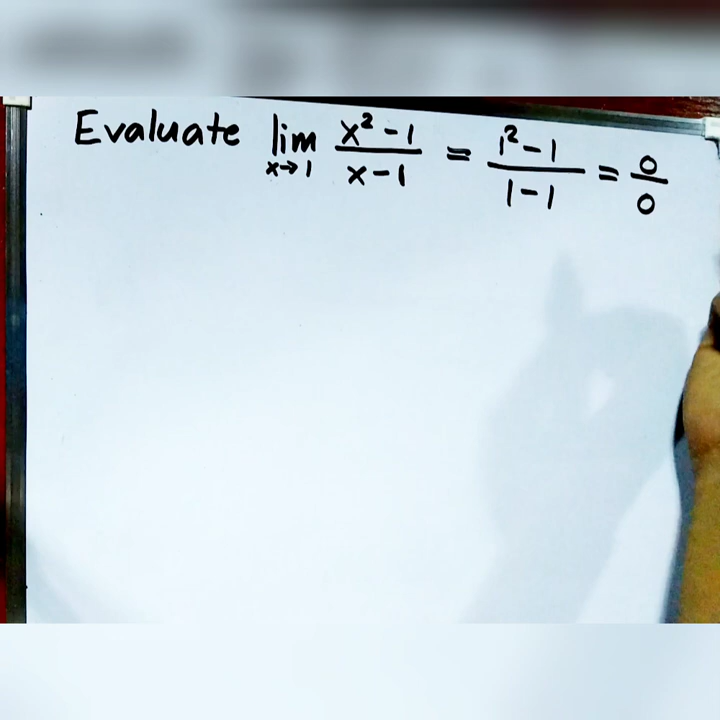 Evaluate lim x→1 x²-1 / x-1 = 1²-1 / 1-1 = 0/0